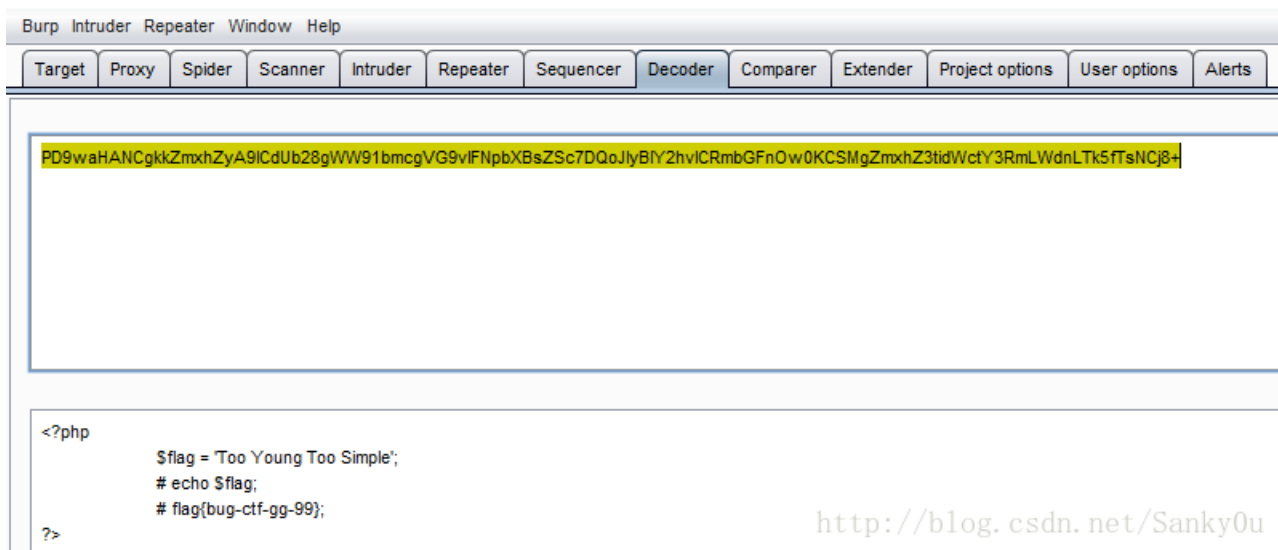 Burp Intruder Repeater Window Help
Target Proxy Spider Scanner Intruder Repeater Sequencer Decoder Comparer Extender Project options User options Alerts
PD9waHANCgkkZmxhZyA9ICdUb28gWW91bmcgVG9vIFNpbXBsZSc7DQoJIyBlY2hvICRmbGFnOw0KCSMgZmxhZ3tidWctY3RmLWdnLTk5fTsNCj8+
<?php
$flag = 'Too Young Too Simple';
# echo $flag;
# flag{bug-ctf-gg-99};
?>
http://blog.csdn.net/Sanky0u